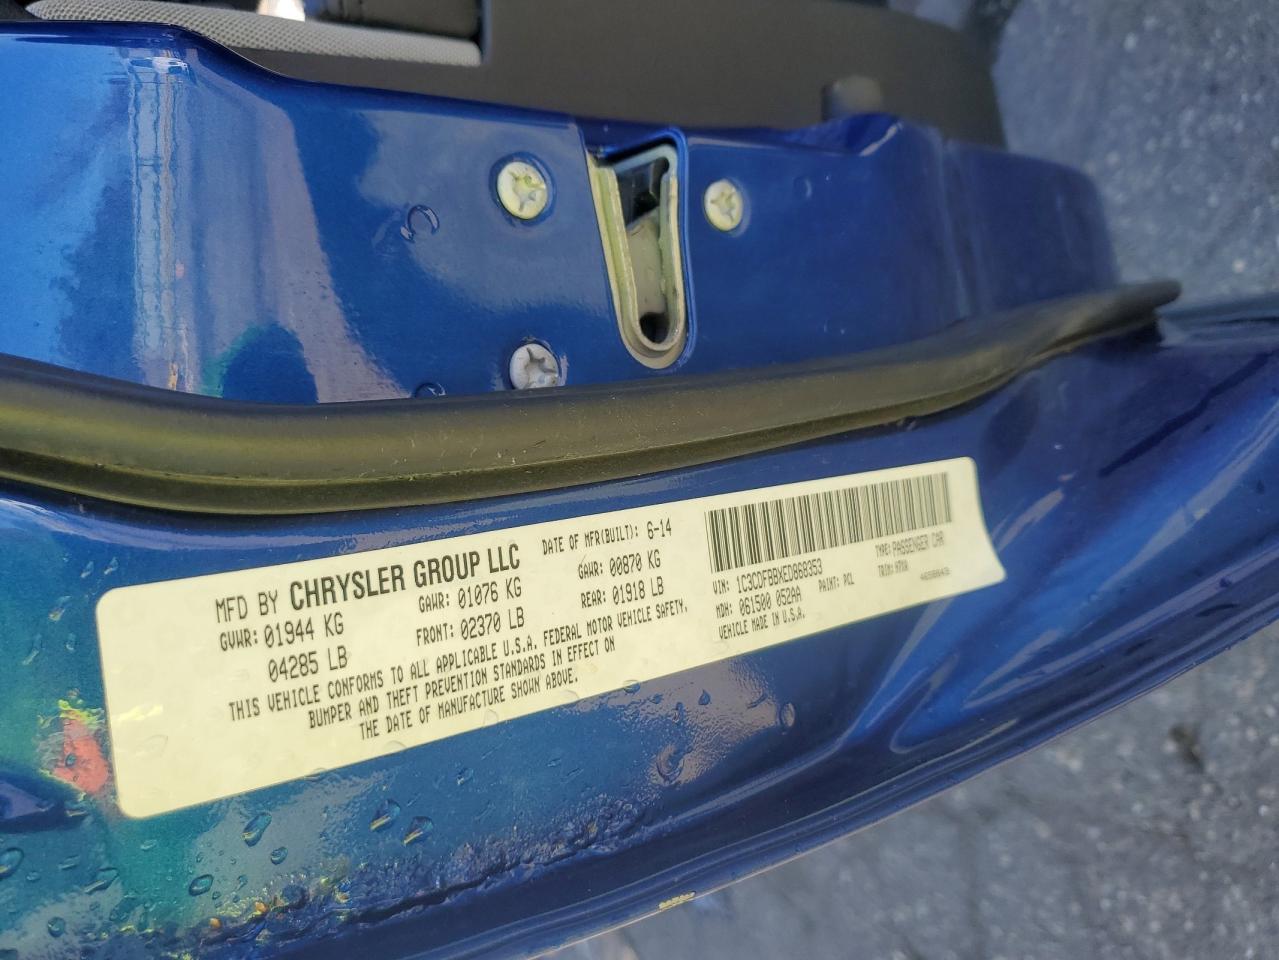 MFD BY CHRYSLER GROUP LLC
DATE OF MFR(BUILT): 6-14
GVWR: 01944 KG
GAWR: 01076 KG
GAWR: 00870 KG
04285 LB
FRONT: 02370 LB
REAR: 01918 LB
THIS VEHICLE CONFORMS TO ALL APPLICABLE U.S.A. FEDERAL MOTOR VEHICLE SAFETY,
BUMPER AND THEFT PREVENTION STANDARDS IN EFFECT ON
THE DATE OF MANUFACTURE SHOWN ABOVE.
VIN: 1C3CDFBBXED868353
TYPE: PASSENGER CAR
MDH: 061500 052AA
PAINT: PCL
TRIM:
VEHICLE MADE IN U.S.A.